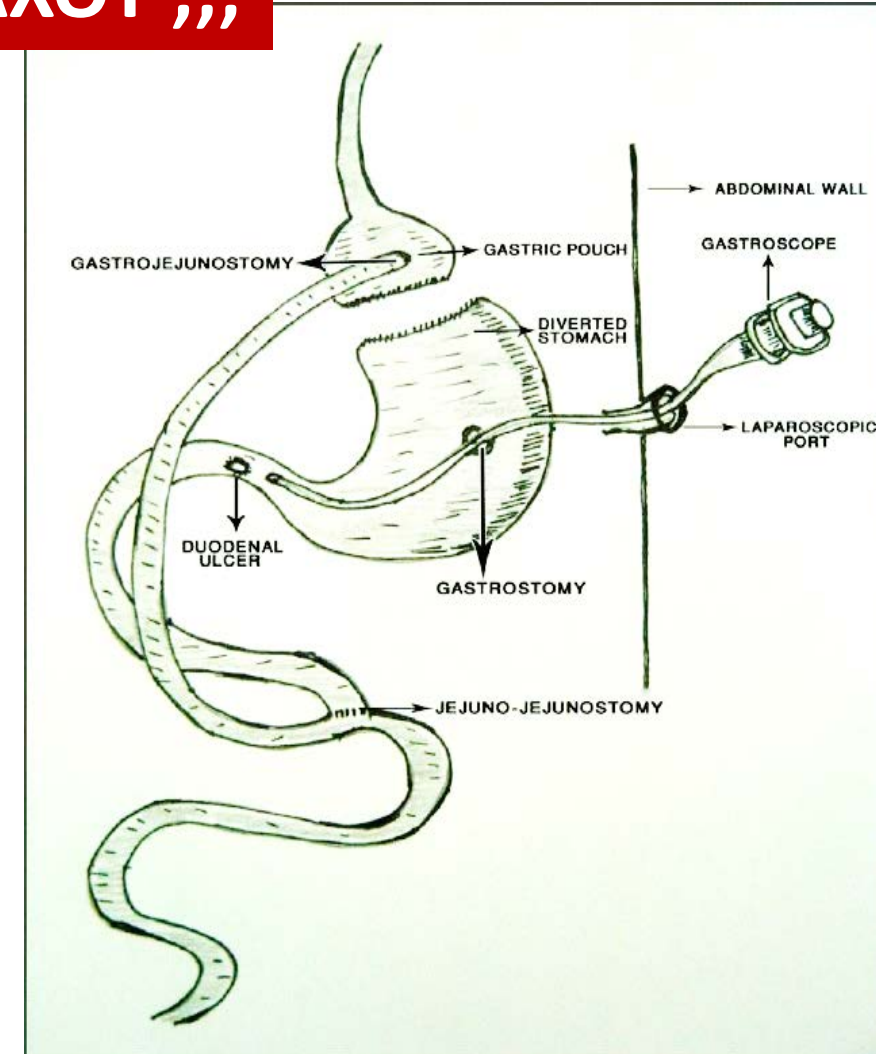 ABDOMINAL WALL
GASTROSCOPE
GASTROJEJUNOSTOMY
GASTRIC POUCH
DIVERTED
STOMACH
LAPAROSCOPIC
PORT
DUODENAL
ULCER
GASTROSTOMY
JEJUNO-JEJUNOSTOMY